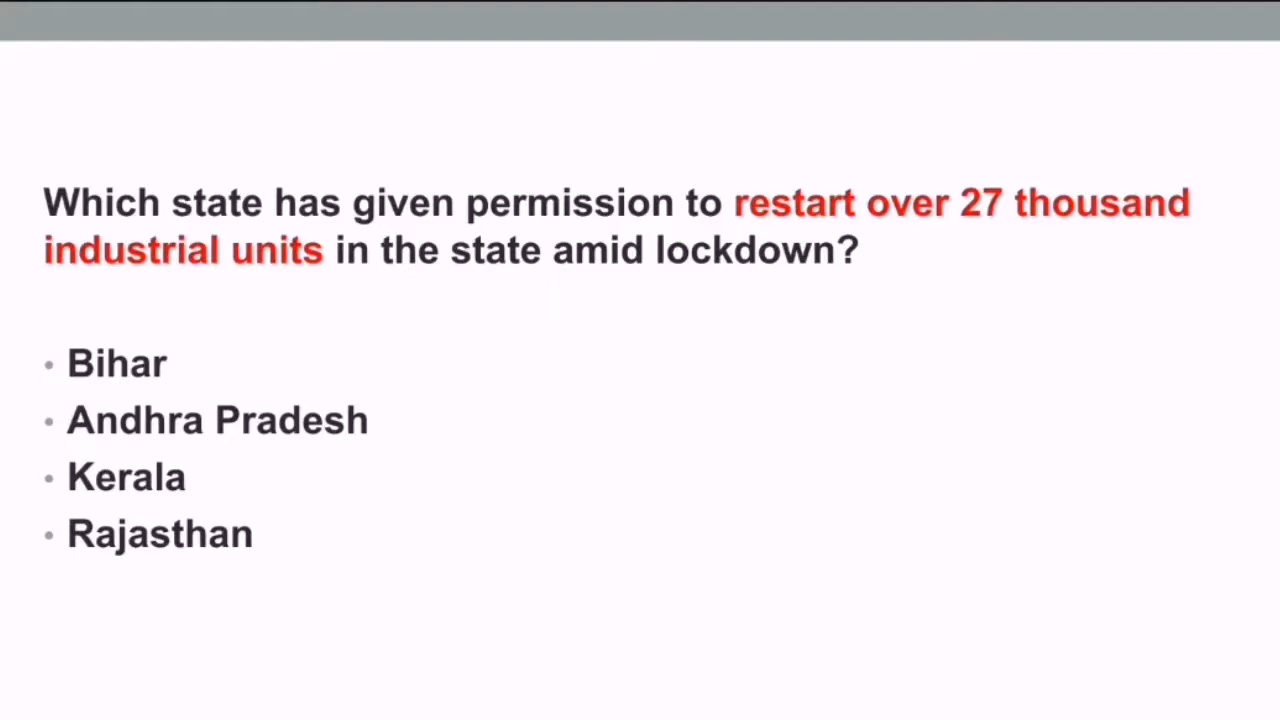 Which state has given permission to restart over 27 thousand
industrial units in the state amid lockdown?
• Bihar
• Andhra Pradesh
• Kerala
• Rajasthan